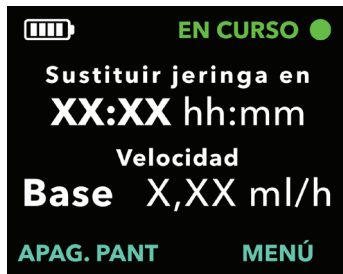 EN CURSO
Sustituir jeringa en
XX:XX hh:mm
Velocidad
Base X,XX ml/h
APAG. PANT MENÚ